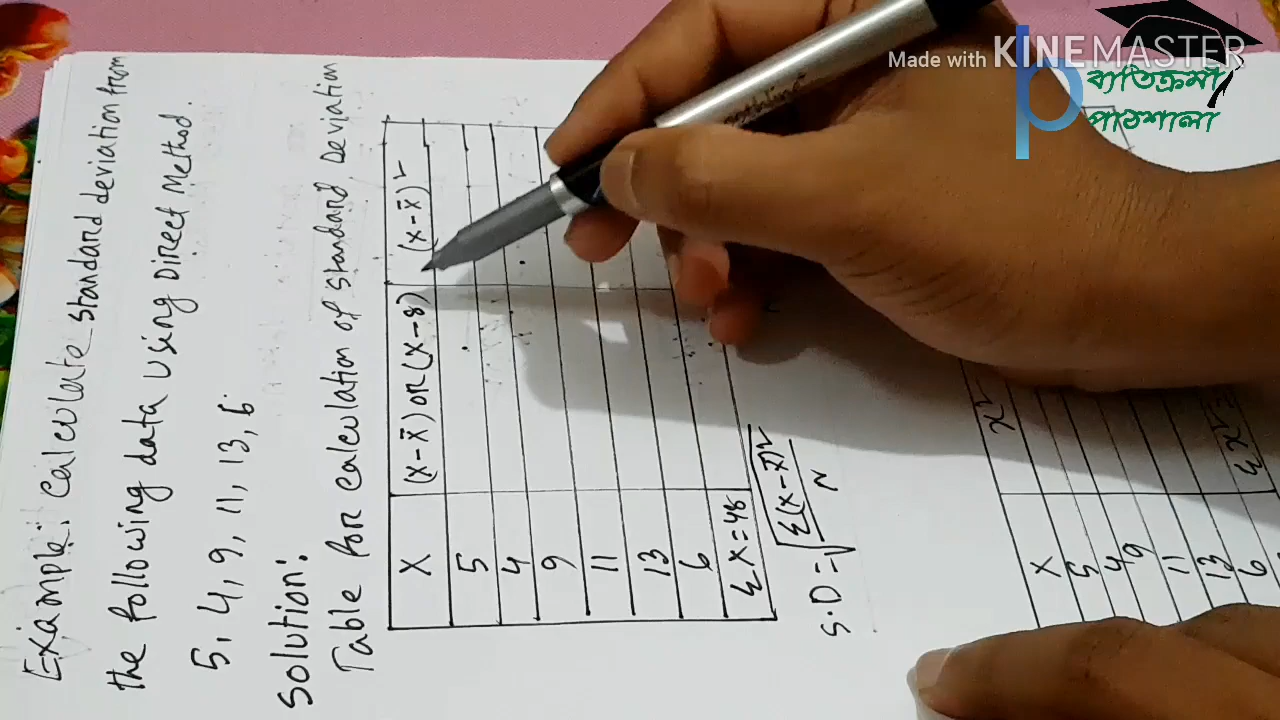 Example: Calculate standard deviation from
the following data using Direct Method.
5, 4, 9, 11, 13, 6
Solution:
Table for calculation of standard Deviation
X (x-x̄) OR (x-8) (x-x̄)²
5
4
9
11
13
6
Σx=48
S.D = √Σ(x-x̄)²/N
X x²
5
4
9
11
13
6
Σx²
Made with KINEMASTER
ব্যতিক্রমী
পাঠশালা